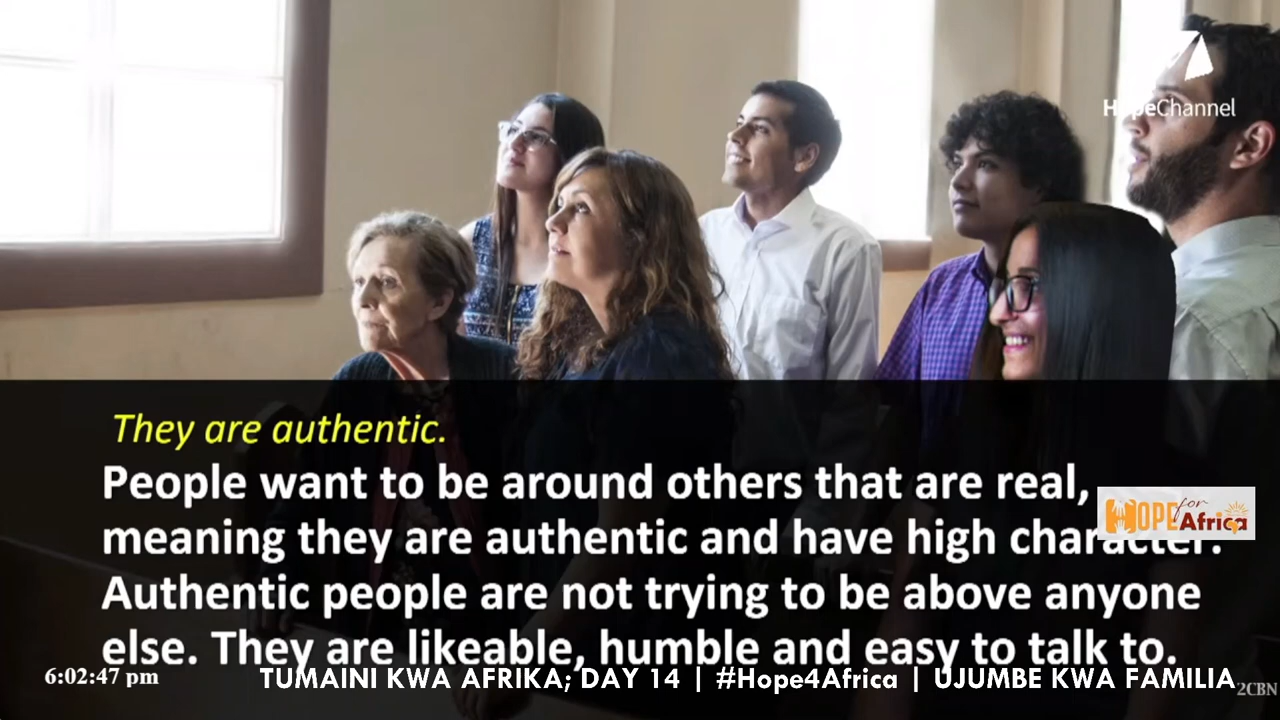 HopeChannel
They are authentic.
People want to be around others that are real,
meaning they are authentic and have high character.
Authentic people are not trying to be above anyone
else. They are likeable, humble and easy to talk to.
HOPE for Africa
6:02:47 pm
TUMAINI KWA AFRIKA; DAY 14 | #Hope4Africa | UJUMBE KWA FAMILIA
2CBN